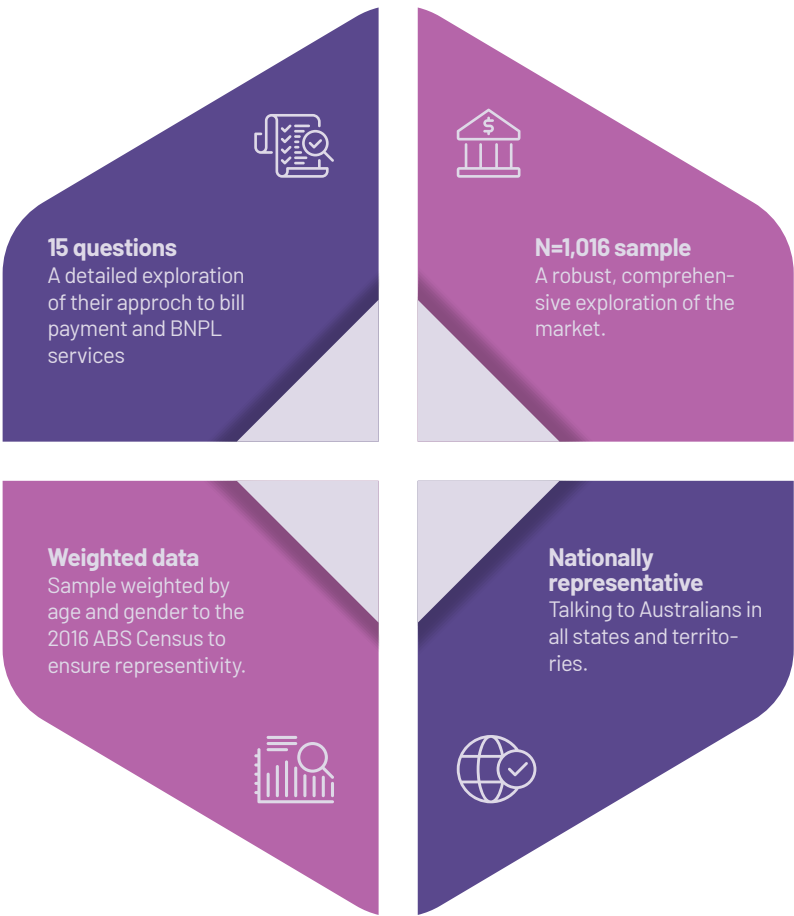 $
15 questions
A detailed exploration
of their approch to bill
payment and BNPL
services
N=1,016 sample
A robust, comprehen-
sive exploration of the
market.
Weighted data
Sample weighted by
age and gender to the
2016 ABS Census to
ensure representivity.
Nationally
representative
Talking to Australians in
all states and territo-
ries.